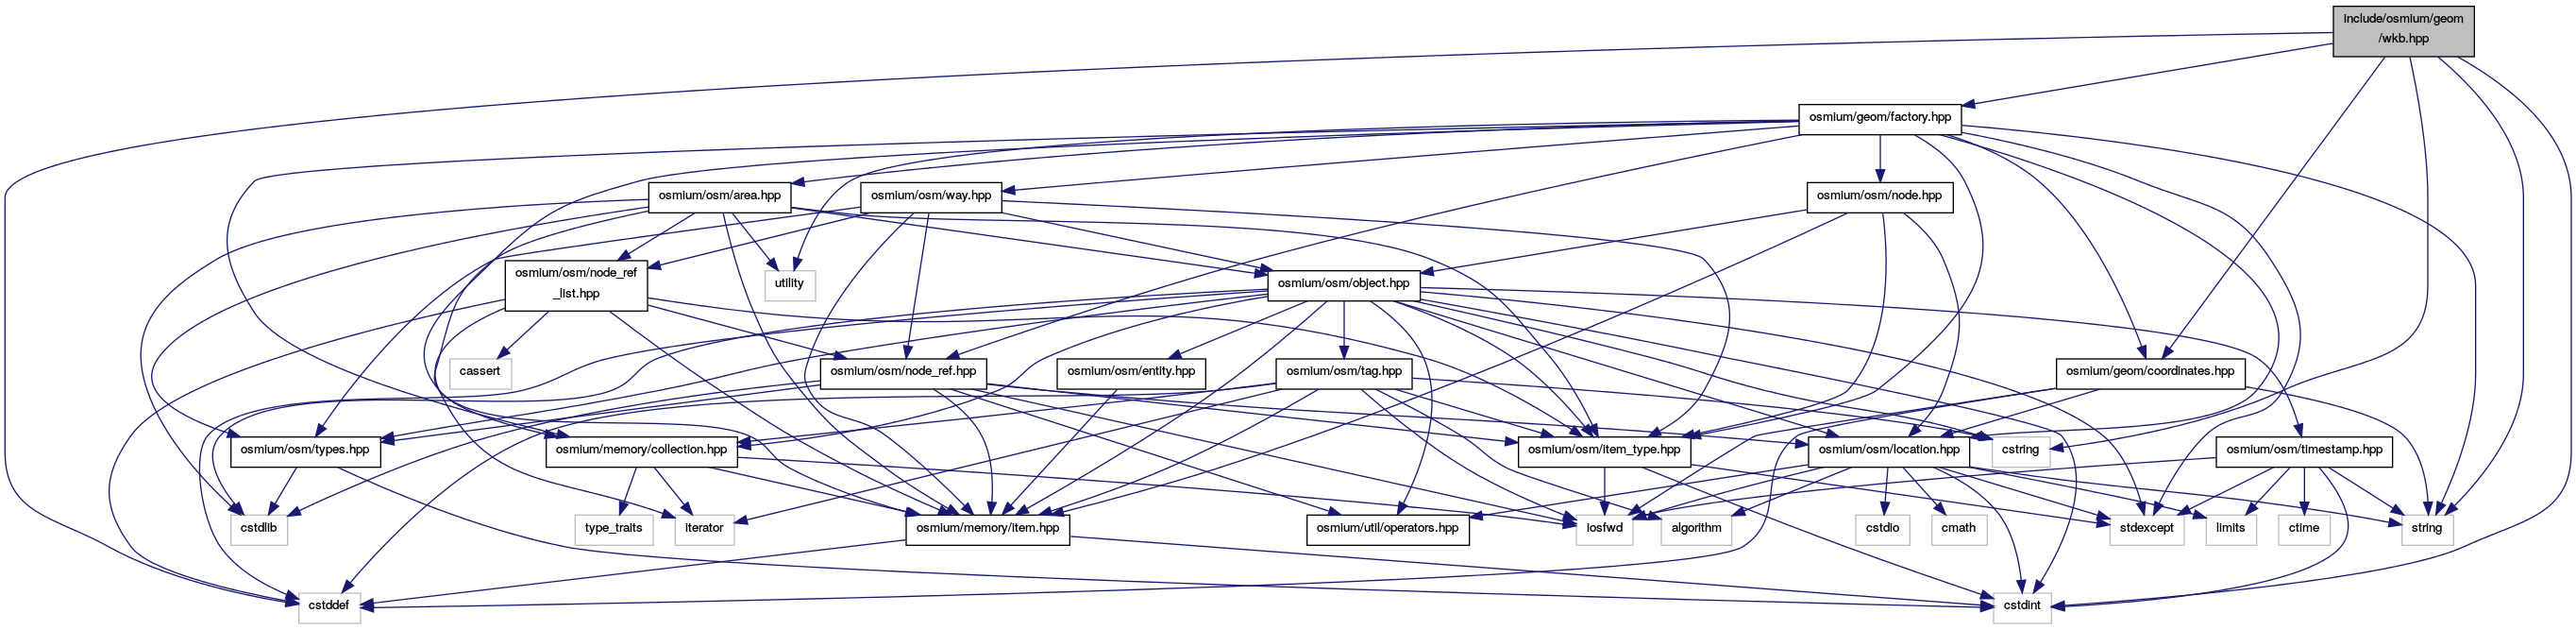 include/osmium/geom
/wkb.hpp
osmium/geom/factory.hpp
osmium/osm/area.hpp
osmium/osm/way.hpp
osmium/osm/node.hpp
osmium/osm/node_ref
_list.hpp
utility
osmium/osm/object.hpp
cassert
osmium/osm/node_ref.hpp
osmium/osm/entity.hpp
osmium/osm/tag.hpp
osmium/geom/coordinates.hpp
osmium/osm/types.hpp
osmium/memory/collection.hpp
osmium/osm/item_type.hpp
osmium/osm/location.hpp
cstring
osmium/osm/timestamp.hpp
cstdlib
type_traits
iterator
osmium/memory/item.hpp
osmium/util/operators.hpp
iosfwd
algorithm
cstdio
cmath
stdexcept
limits
ctime
string
cstddef
cstdint